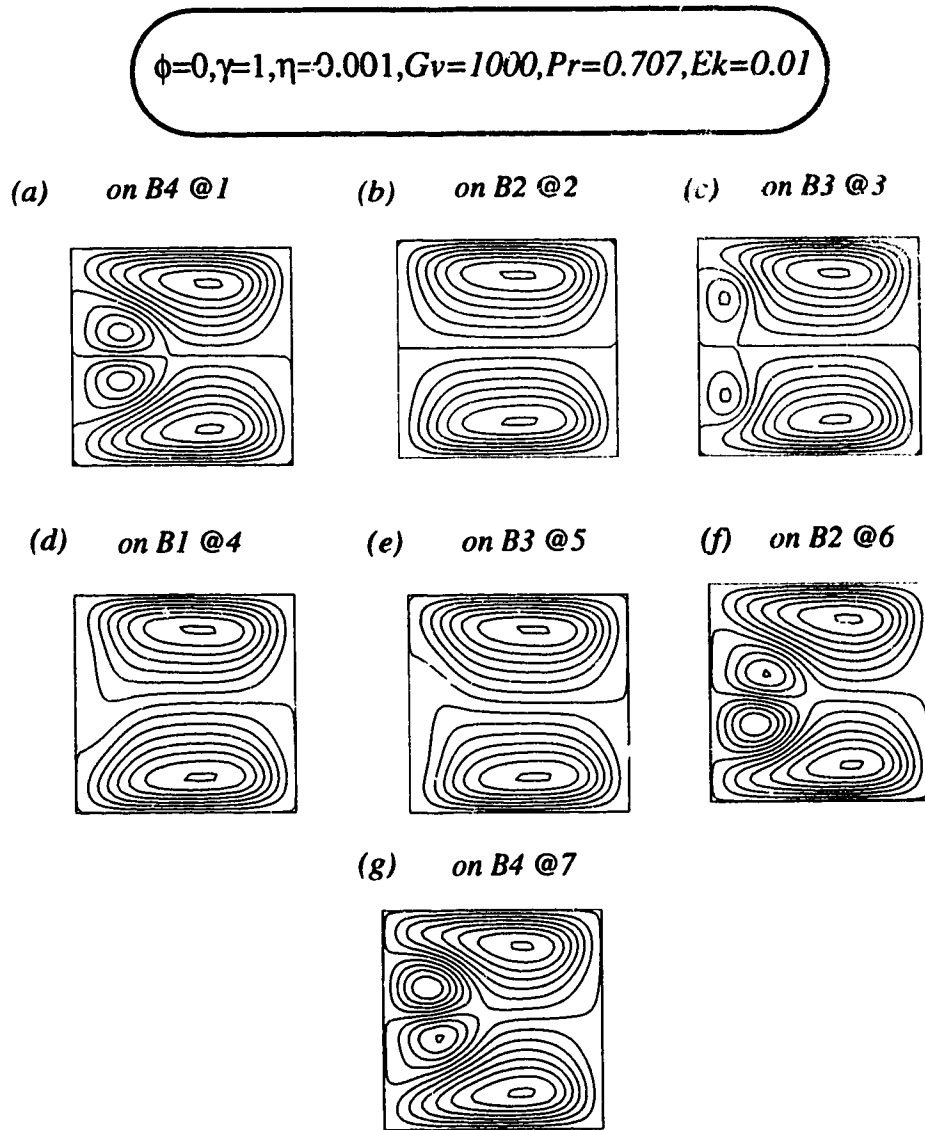 ϕ=0,γ=1,η=0.001,Gv=1000,Pr=0.707,Ek=0.01
(a) on B4 @1
(b) on B2 @2
(c) on B3 @3
(d) on B1 @4
(e) on B3 @5
(f) on B2 @6
(g) on B4 @7